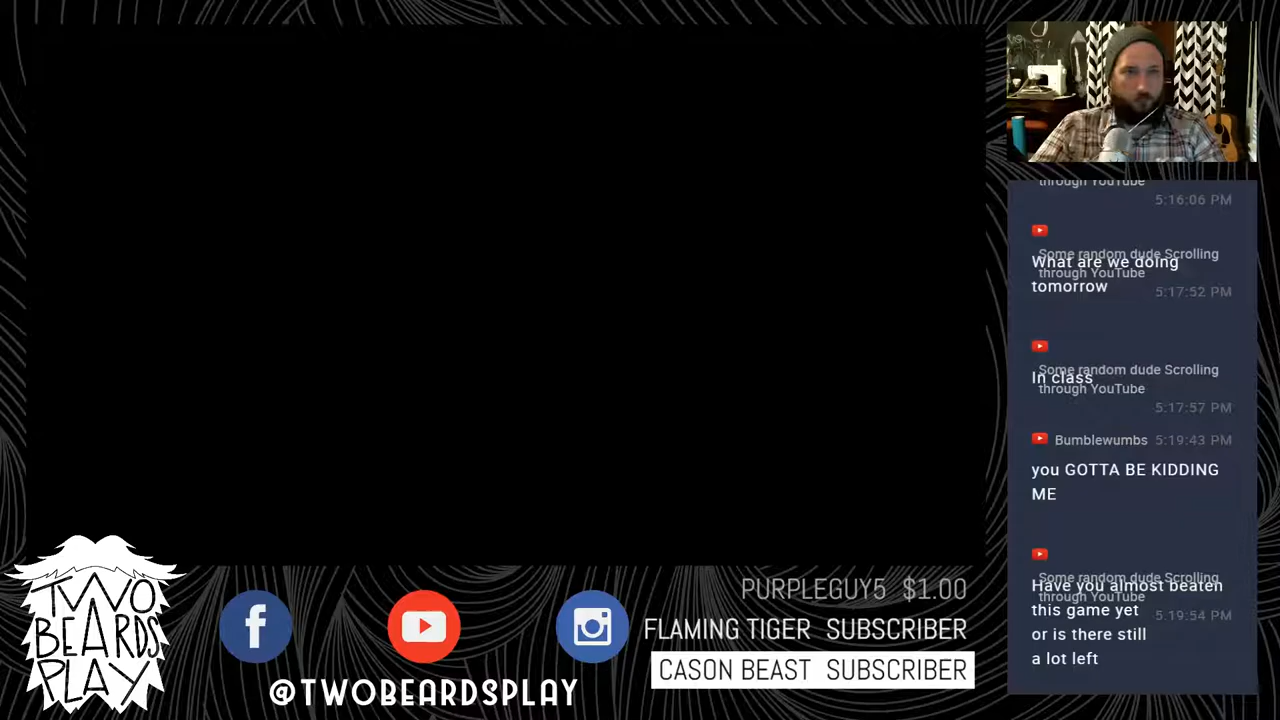 through YouTube
5:16:06 PM
Some random dude Scrolling
through YouTube
5:17:52 PM
What are we doing
tomorrow
Some random dude Scrolling
through YouTube
5:17:57 PM
In class
Bumblewumbs 5:19:43 PM
you GOTTA BE KIDDING
ME
Some random dude Scrolling
through YouTube
5:19:54 PM
Have you almost beaten
this game yet
or is there still
a lot left
TWO
BEARDS
PLAY
f
@TWOBEARDSPLAY
PURPLEGUY5 $1.00
FLAMING TIGER SUBSCRIBER
CASON BEAST SUBSCRIBER